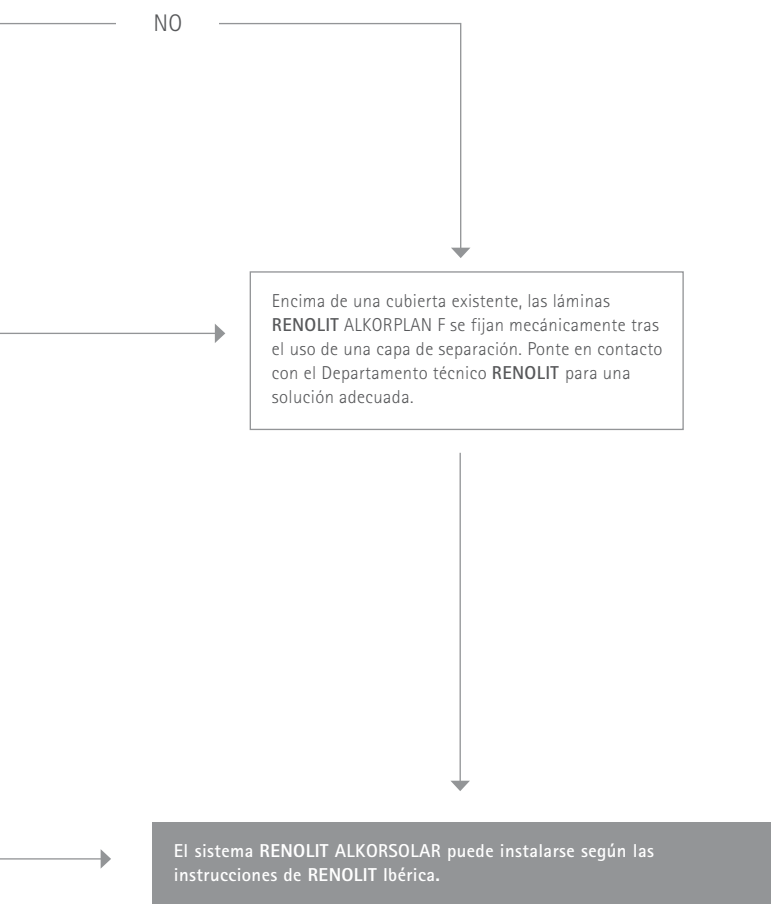 NO
Encima de una cubierta existente, las láminas
RENOLIT ALKORPLAN F se fijan mecánicamente tras
el uso de una capa de separación. Ponte en contacto
con el Departamento técnico RENOLIT para una
solución adecuada.
El sistema RENOLIT ALKORSOLAR puede instalarse según las
instrucciones de RENOLIT Ibérica.